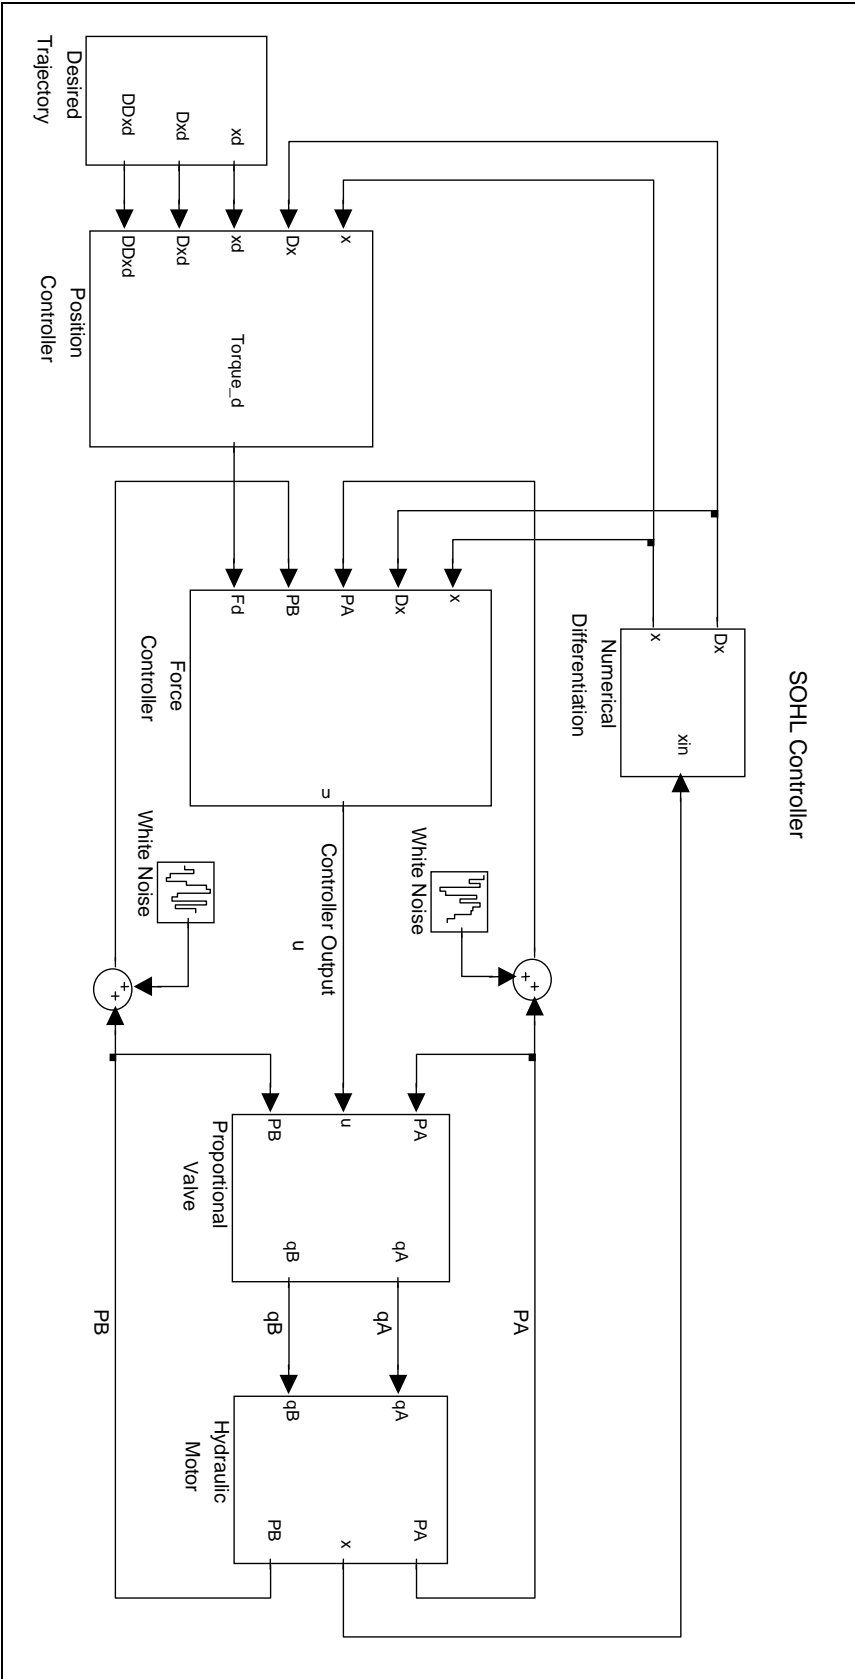 SOHL Controller
Dx
x
xin
Numerical
Differentiation
xd
Dxd
DDxd
Desired
Trajectory
x
Dx
xd
Dxd
DDxd
Torque_d
Position
Controller
x
Dx
PA
PB
Fd
u
Force
Controller
White Noise
White Noise
Controller Output
u
+
+
+
+
PA
u
PB
qA
qB
Proportional
Valve
qA
qB
PA
PB
qA
qB
PA
x
PB
Hydraulic
Motor